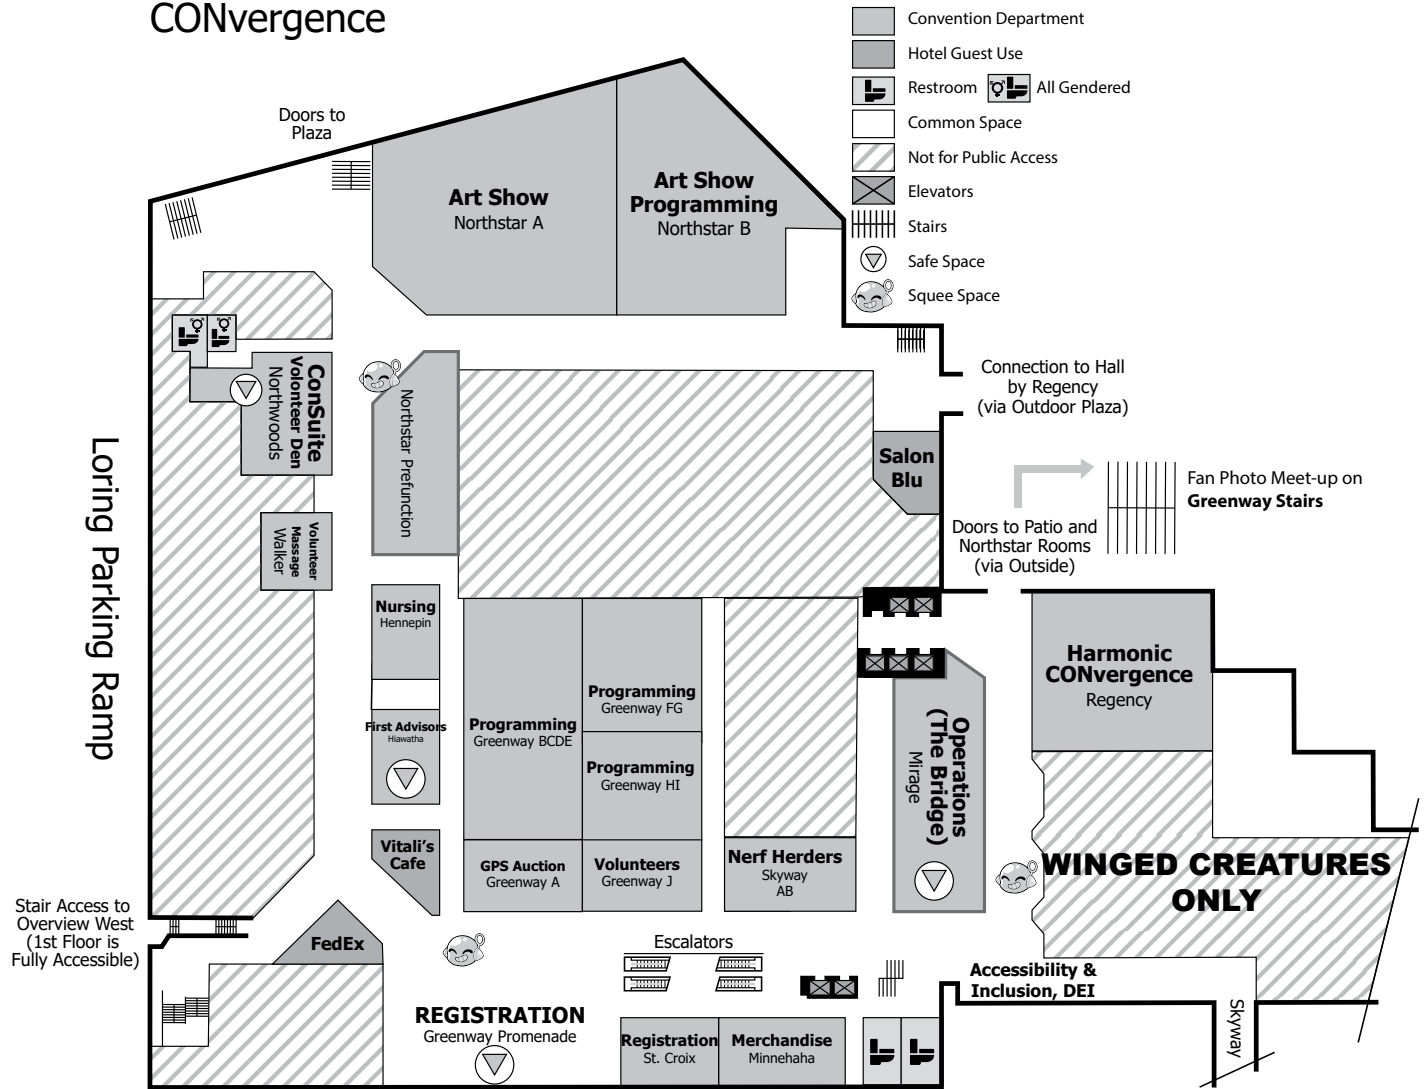 CONvergence
Convention Department
Hotel Guest Use
Restroom
All Gendered
Common Space
Not for Public Access
Elevators
Stairs
Safe Space
Squee Space
Doors to
Plaza
Art Show
Northstar A
Art Show
Programming
Northstar B
Connection to Hall
by Regency
(via Outdoor Plaza)
ConSuite
Volonteer Den
Northwoods
Northstar Prefunction
Salon
Blu
Loring Parking Ramp
Fan Photo Meet-up on
Greenway Stairs
Doors to Patio and
Northstar Rooms
(via Outside)
Volunteer
Massage
Walker
Nursing
Hennepin
First Advisors
Hiawatha
Programming
Greenway BCDE
Programming
Greenway FG
Programming
Greenway HI
Operations
(The Bridge)
Mirage
Harmonic
CONvergence
Regency
Vitali's
Cafe
GPS Auction
Greenway A
Volunteers
Greenway J
Nerf Herders
Skyway
AB
WINGED CREATURES
ONLY
Stair Access to
Overview West
(1st Floor is
Fully Accessible)
FedEx
Escalators
Accessibility &
Inclusion, DEI
REGISTRATION
Greenway Promenade
Registration
St. Croix
Merchandise
Minnehaha
Skyway